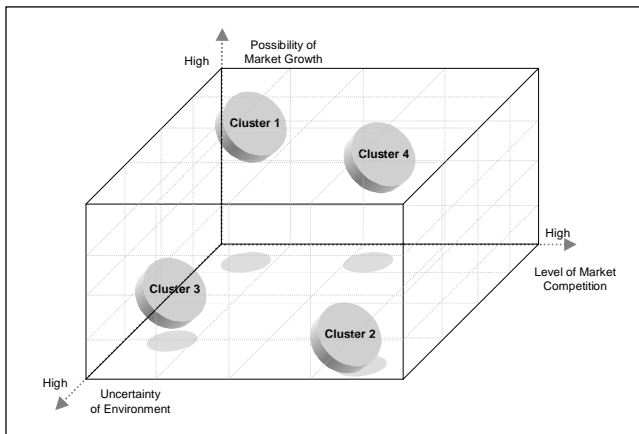 Possibility of
Market Growth
High
Cluster 1
Cluster 4
High
Level of Market
Competition
Cluster 3
Cluster 2
High
Uncertainty
of Environment